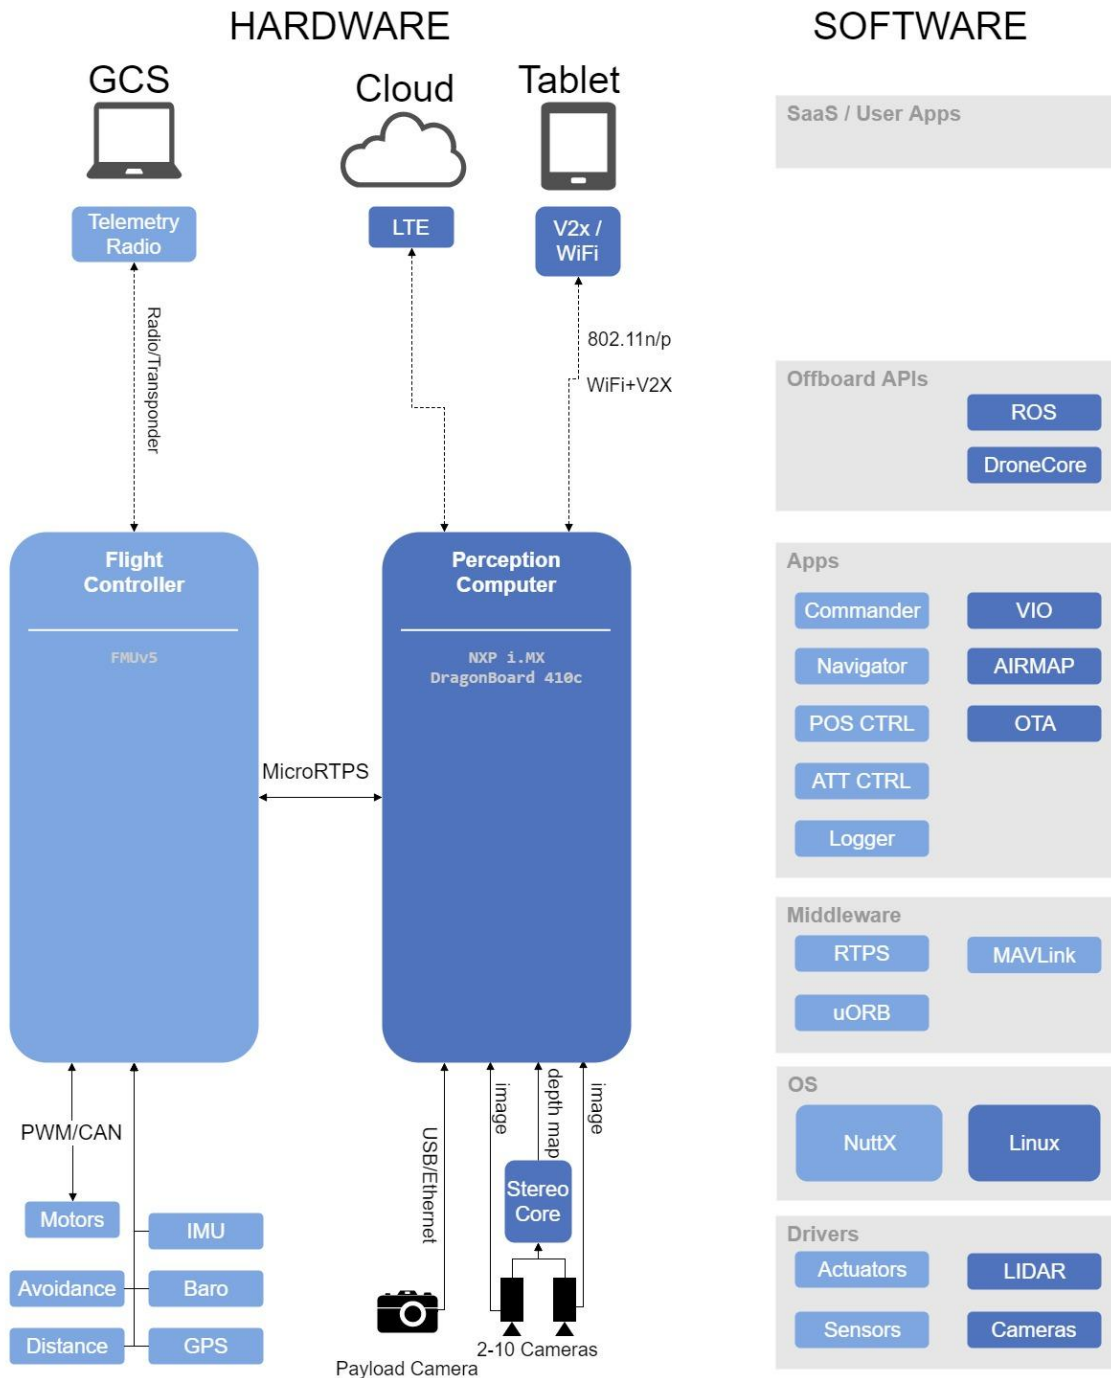 HARDWARE
SOFTWARE
GCS
Cloud
Tablet
Telemetry
Radio
LTE
V2x /
WiFi
Radio/Transponder
802.11n/p
WiFi+V2X
Flight
Controller
FMUv5
Perception
Computer
NXP i.MX
DragonBoard 410c
MicroRTPS
PWM/CAN
Motors
IMU
Avoidance
Baro
Distance
GPS
USB/Ethernet
image
depth map
image
Stereo
Core
Payload Camera
2-10 Cameras
SaaS / User Apps
Offboard APIs
ROS
DroneCore
Apps
Commander
VIO
Navigator
AIRMAP
POS CTRL
OTA
ATT CTRL
Logger
Middleware
RTPS
MAVLink
uORB
OS
NuttX
Linux
Drivers
Actuators
LIDAR
Sensors
Cameras